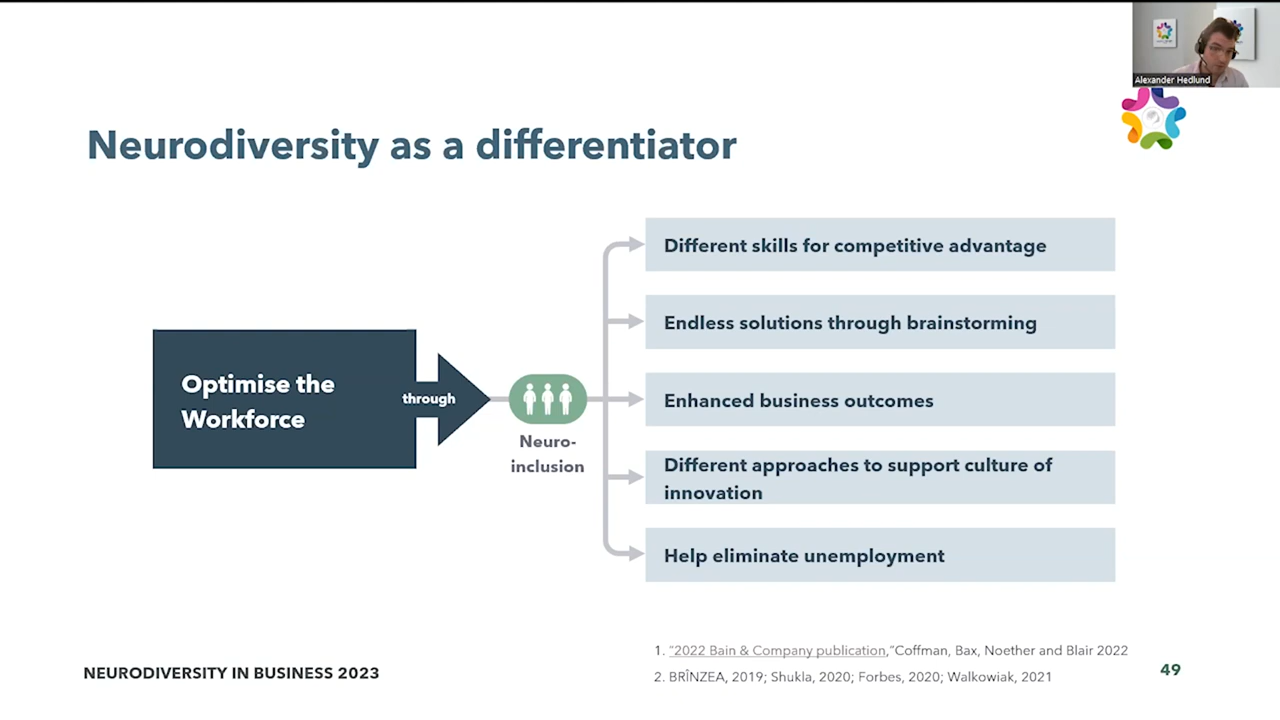 Alexander Hedlund
Neurodiversity as a differentiator
Optimise the
Workforce
through
Neuro-
inclusion
Different skills for competitive advantage
Endless solutions through brainstorming
Enhanced business outcomes
Different approaches to support culture of
innovation
Help eliminate unemployment
1. “2022 Bain & Company publication,”Coffman, Bax, Noether and Blair 2022
2. BRÎNZEA, 2019; Shukla, 2020; Forbes, 2020; Walkowiak, 2021
NEURODIVERSITY IN BUSINESS 2023
49